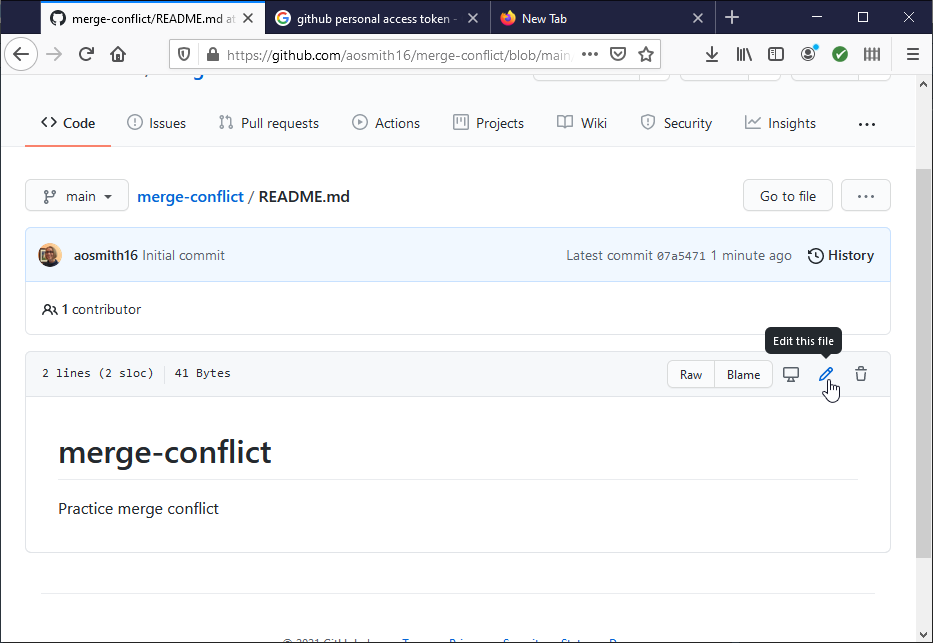 merge-conflict/README.md at
github personal access token -
New Tab
https://github.com/aosmith16/merge-conflict/blob/main
Code
Issues
Pull requests
Actions
Projects
Wiki
Security
Insights
main
merge-conflict / README.md
Go to file
aosmith16 Initial commit
Latest commit 07a5471 1 minute ago
History
1 contributor
Edit this file
2 lines (2 sloc)
41 Bytes
Raw
Blame
merge-conflict
Practice merge conflict